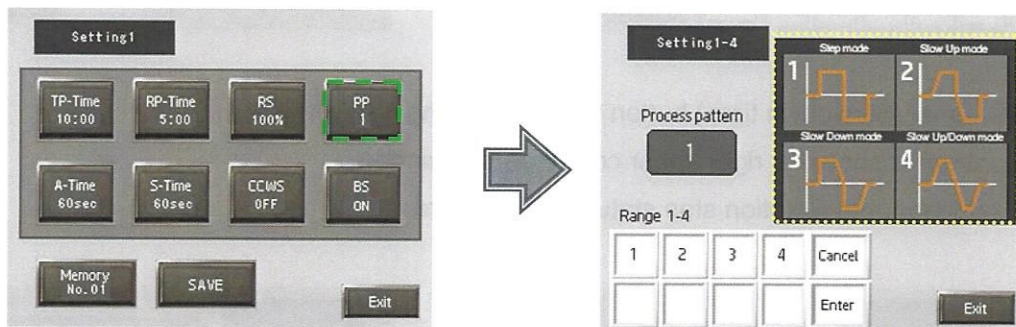 Setting1
TP-Time
10:00
RP-Time
5:00
RS
100%
PP
1
A-Time
60sec
S-Time
60sec
CCWS
OFF
BS
ON
Memory
No.01
SAVE
Exit
Setting1-4
Process pattern
1
Range 1-4
1 2 3 4 Cancel
Enter
Step mode
1
Slow Up mode
2
Slow Down mode
3
Slow Up/Down mode
4
Exit